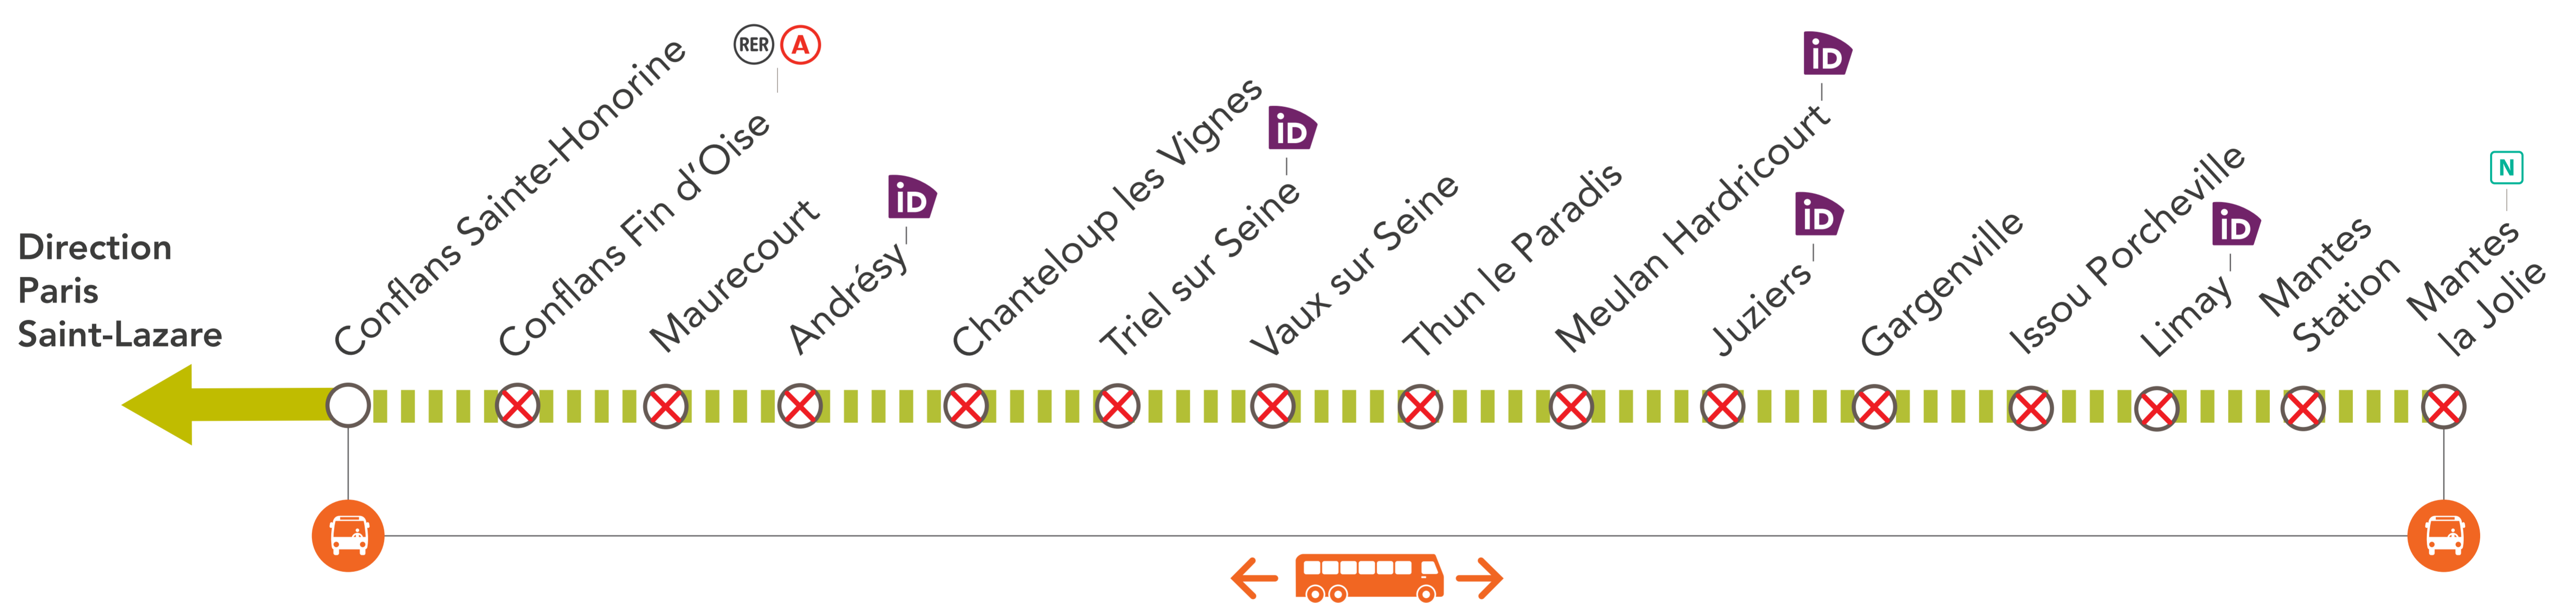 Direction
Paris
Saint-Lazare
Conflans Sainte-Honorine
RER A
Conflans Fin d'Oise
Maurecourt
iD
Andrésy
Chanteloup les Vignes
iD
Triel sur Seine
Vaux sur Seine
Thun le Paradis
iD
Meulan Hardricourt
iD
Juziers
Gargenville
Issou Porcheville
iD
Limay
Mantes
Station
N
Mantes
la Jolie